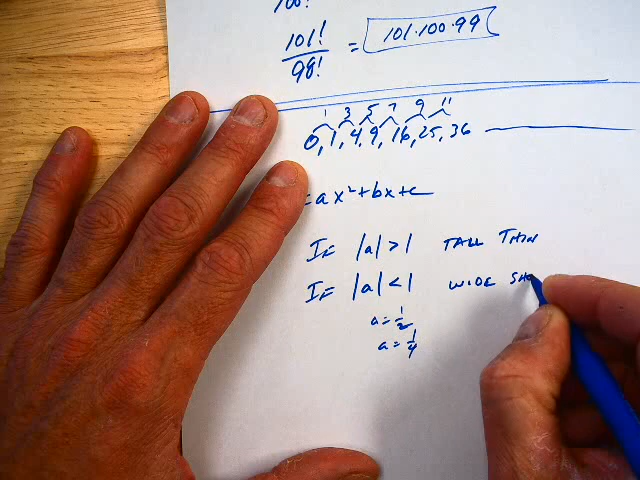 100!
101!/98! = 101·100·99
1 3 5 7 9 11
0, 1, 4, 9, 16, 25, 36
=ax²+bx+c
IF |a| > 1 TALL THIN
IF |a| < 1 WIDE
a = 1/2
a = 1/4